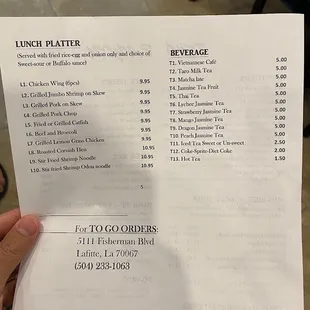 LUNCH PLATTER
(Served with fried rice-egg and onion only and choice of
Sweet-sour or Buffalo sauce)
L1. Chicken Wing (6pcs) 9.95
L2. Grilled Jumbo Shrimp on Skew 9.95
L3. Grilled Pork on Skew 9.95
L4. Grilled Pork Chop 9.95
L5. Fried or Grilled Catfish 9.95
L6. Beef and Broccoli 9.95
L7. Grilled Lemon Grass Chicken 9.95
L8. Roasted Cornish Hen 10.95
L9. Stir Fried Shrimp Noodle 10.95
L10. Stir fried Shrimp Odon noodle 10.95
For TO GO ORDERS:
5111 Fisherman Blvd
Lafitte, La 70067
(504) 233-1063
BEVERAGE
T1. Vietnamese Café 5.00
T2. Taro Milk Tea 5.00
T3. Matcha late 5.00
T4. Jasmine Tea Fruit 5.00
T5. Thai Tea 5.00
T6. Lychee Jasmine Tea 5.00
T7. Strawberry Jasmine Tea 5.00
T8. Mango Jasmine Tea 5.00
T9. Dragon Jasmine Tea 5.00
T10. Peach Jasmine Tea 5.00
T11. Iced Tea Sweet or Un-sweet 2.50
T12. Coke-Sprite-Diet Coke 2.00
T13. Hot Tea 1.50